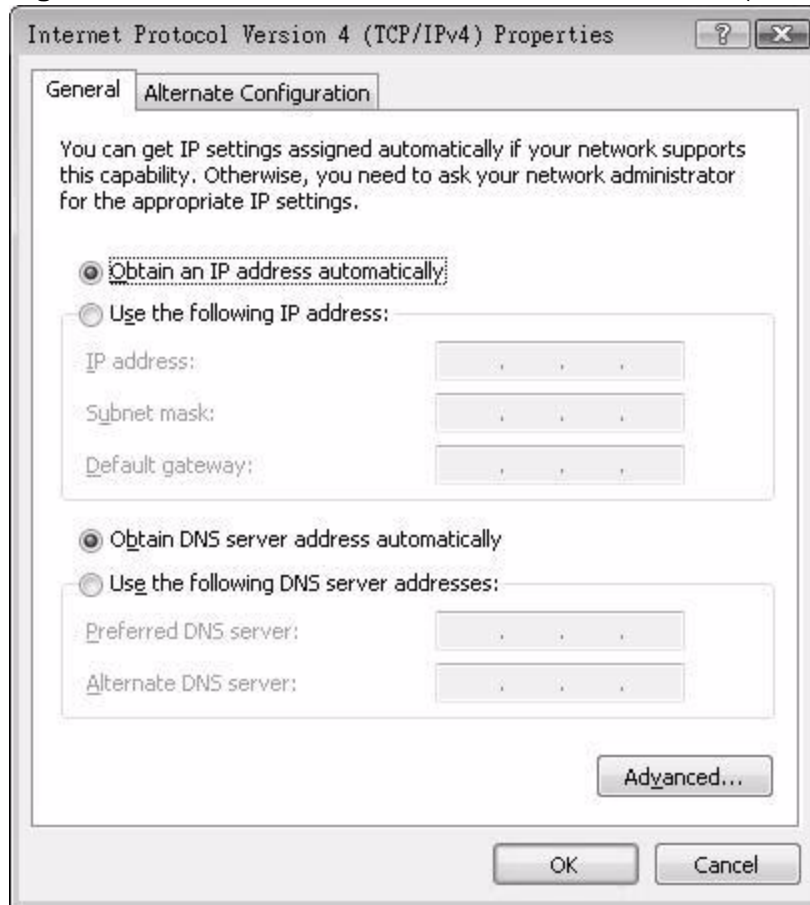 Internet Protocol Version 4 (TCP/IPv4) Properties
General
Alternate Configuration
You can get IP settings assigned automatically if your network supports
this capability. Otherwise, you need to ask your network administrator
for the appropriate IP settings.
Obtain an IP address automatically
Use the following IP address:
IP address:
Subnet mask:
Default gateway:
Obtain DNS server address automatically
Use the following DNS server addresses:
Preferred DNS server:
Alternate DNS server:
Advanced...
OK
Cancel